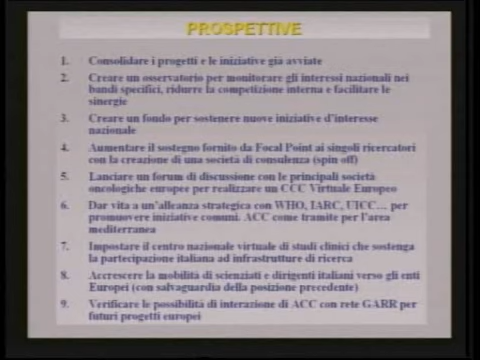 PROSPETTIVE
1. Consolidare i progetti e le iniziative già avviate
2. Creare un osservatorio per monitorare gli interessi nazionali nei
bandi specifici, ridurre la competizione interna e facilitare le
sinergie
3. Creare un fondo per sostenere nuove iniziative d'interesse
nazionale
4. Aumentare il sostegno fornito da Focal Point ai singoli ricercatori
con la creazione di una società di consulenza (spin off)
5. Lanciare un forum di discussione con le principali società
oncologiche europee per realizzare un CCC Virtuale Europeo
6. Dar vita a un'alleanza strategica con WHO, IARC, UICC... per
promuovere iniziative comuni. ACC come tramite per l'area
mediterranea
7. Impostare il centro nazionale virtuale di studi clinici che sostenga
la partecipazione italiana ad infrastrutture di ricerca
8. Accrescere la mobilità di scienziati e dirigenti italiani verso gli enti
Europei (con salvaguardia della posizione precedente)
9. Verificare le possibilità di interazione di ACC con rete GARR per
futuri progetti europei